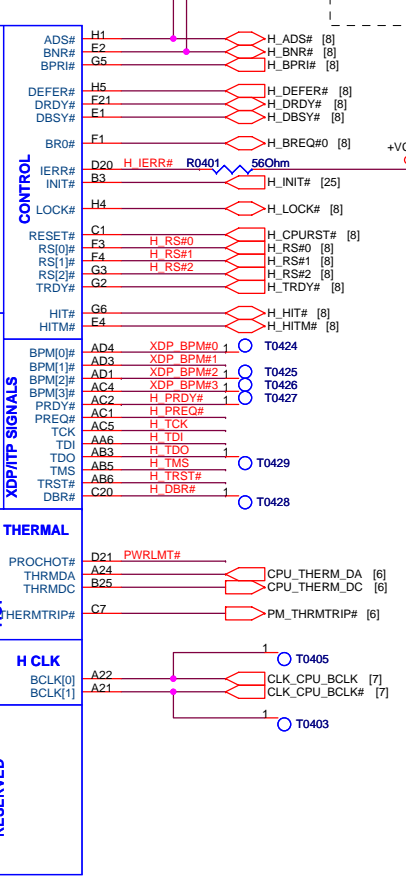 ADS# H1 H_ADS# [8]
BNR# E2 H_BNR# [8]
BPRI# G5 H_BPRI# [8]
DEFER# H5 H_DEFER# [8]
DRDY# F21 H_DRDY# [8]
DBSY# E1 H_DBSY# [8]
BR0# F1 H_BREQ#0 [8]
+VC
CONTROL
IERR# D20 H_IERR# R0401 56Ohm
INIT# B3 H_INIT# [25]
LOCK# H4 H_LOCK# [8]
RESET# C1 H_CPURST# [8]
RS[0]# F3 H_RS#0 H_RS#0 [8]
RS[1]# F4 H_RS#1 H_RS#1 [8]
RS[2]# G3 H_RS#2 H_RS#2 [8]
TRDY# G2 H_TRDY# [8]
HIT# G6 H_HIT# [8]
HITM# E4 H_HITM# [8]
XDP/ITP SIGNALS
BPM[0]# AD4 XDP_BPM#0 1 T0424
BPM[1]# AD3 XDP_BPM#1
BPM[2]# AD1 XDP_BPM#2 1 T0425
BPM[3]# AC4 XDP_BPM#3 1 T0426
PRDY# AC2 H_PRDY# 1 T0427
PREQ# AC1 H_PREQ#
TCK AC5 H_TCK
TDI AA6 H_TDI
TDO AB3 H_TDO 1
TMS AB5 H_TMS T0429
TRST# AB6 H_TRST#
DBR# C20 H_DBR# 1 T0428
THERMAL
PROCHOT# D21 PWRLMT#
THRMDA A24 CPU_THERM_DA [6]
THRMDC B25 CPU_THERM_DC [6]
THERMTRIP# C7 PM_THRMTRIP# [6]
H CLK
1 T0405
BCLK[0] A22 CLK_CPU_BCLK [7]
BCLK[1] A21 CLK_CPU_BCLK# [7]
1 T0403
RESERVED